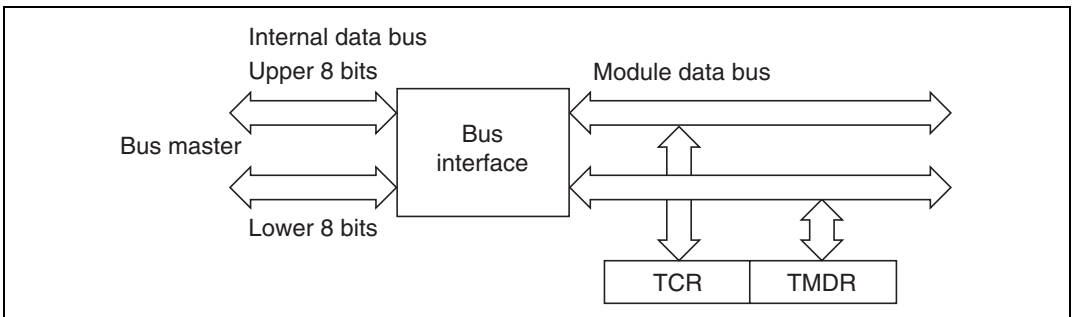 Internal data bus
Upper 8 bits
Module data bus
Bus master
Bus
interface
Lower 8 bits
TCR
TMDR